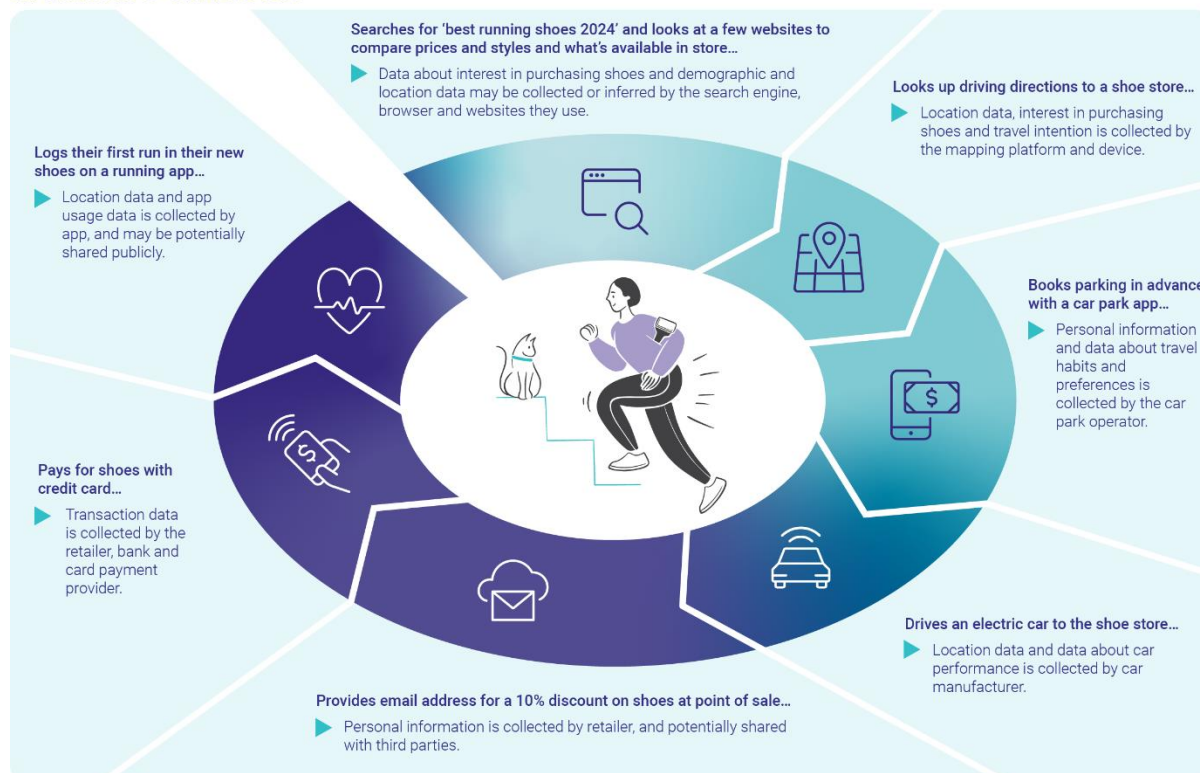 Searches for ‘best running shoes 2024’ and looks at a few websites to
compare prices and styles and what’s available in store…
Data about interest in purchasing shoes and demographic and
location data may be collected or inferred by the search engine,
browser and websites they use.
Looks up driving directions to a shoe store…
Location data, interest in purchasing
shoes and travel intention is collected by
the mapping platform and device.
Books parking in advance
with a car park app…
Personal information
and data about travel
habits and
preferences is
collected by the car
park operator.
Drives an electric car to the shoe store…
Location data and data about car
performance is collected by car
manufacturer.
Provides email address for a 10% discount on shoes at point of sale…
Personal information is collected by retailer, and potentially shared
with third parties.
Pays for shoes with
credit card…
Transaction data
is collected by the
retailer, bank and
card payment
provider.
Logs their first run in their new
shoes on a running app…
Location data and app
usage data is collected by
app, and may be potentially
shared publicly.
$
$